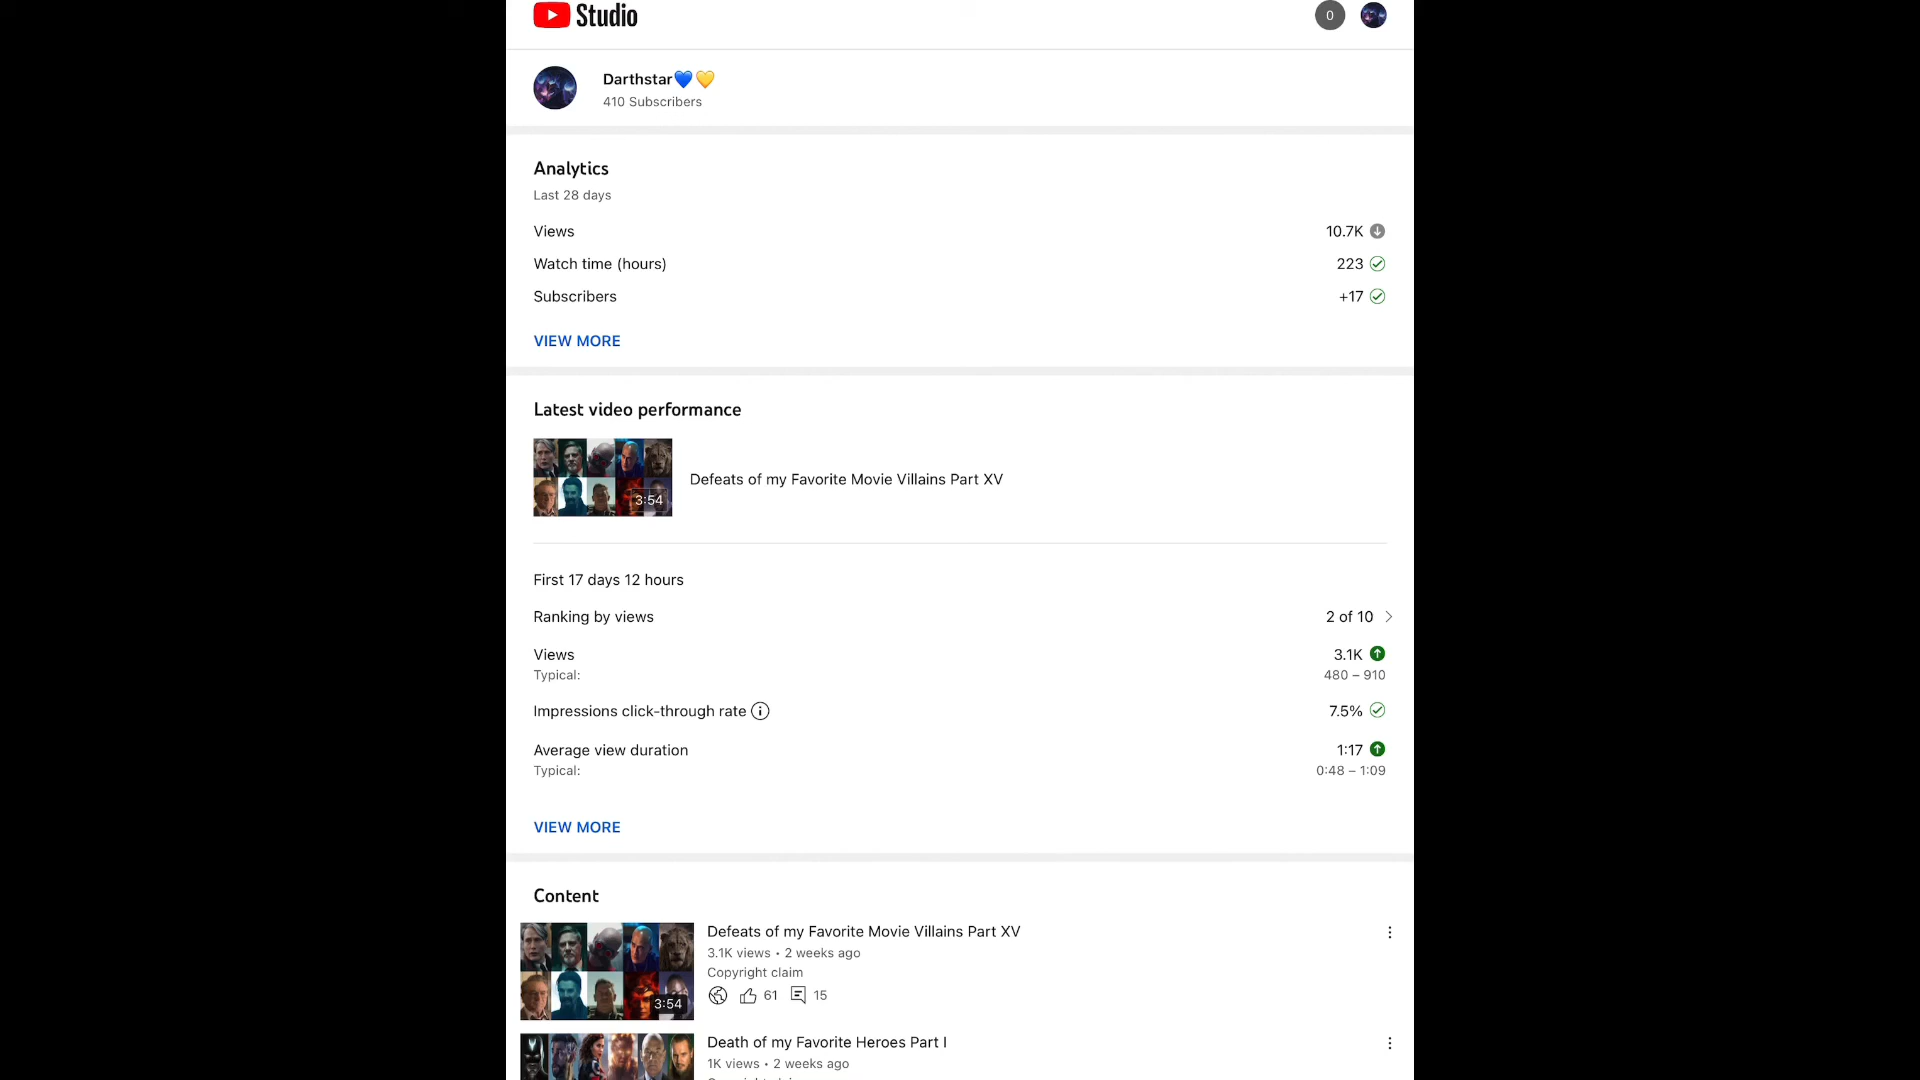 Studio
0
Darthstar💙💛
410 Subscribers
Analytics
Last 28 days
Views
10.7K
Watch time (hours)
223
Subscribers
+17
VIEW MORE
Latest video performance
3:54
Defeats of my Favorite Movie Villains Part XV
First 17 days 12 hours
Ranking by views
2 of 10
Views
3.1K
Typical:
480 – 910
Impressions click-through rate
7.5%
Average view duration
1:17
Typical:
0:48 – 1:09
VIEW MORE
Content
Defeats of my Favorite Movie Villains Part XV
3.1K views • 2 weeks ago
Copyright claim
3:54
61
15
Death of my Favorite Heroes Part I
1K views • 2 weeks ago